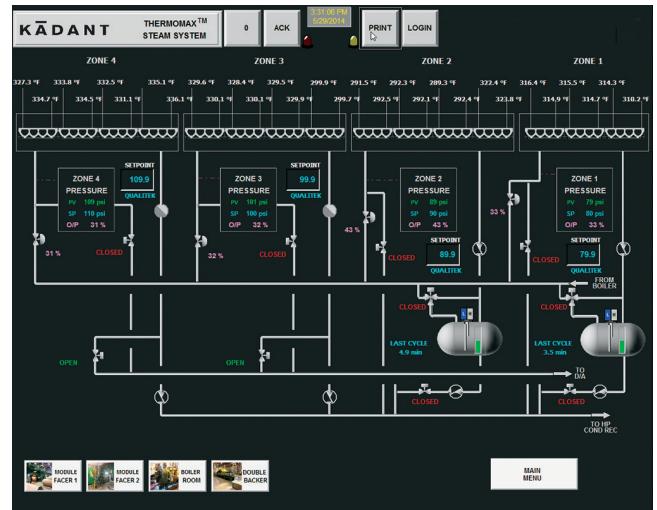 KĀDANT
THERMOMAX™
STEAM SYSTEM
0
ACK
3:31:06 PM
5/29/2014
PRINT
LOGIN
ZONE 4
ZONE 3
ZONE 2
ZONE 1
327.3 °F 333.8 °F 332.5 °F 335.1 °F 329.6 °F 328.4 °F 329.5 °F 299.9 °F 291.5 °F 292.3 °F 289.3 °F 322.4 °F 316.4 °F 315.5 °F 314.3 °F
334.7 °F 334.5 °F 331.1 °F 336.1 °F 330.1 °F 330.1 °F 329.9 °F 299.7 °F 292.5 °F 292.1 °F 292.4 °F 323.8 °F 314.9 °F 314.7 °F 310.2 °F
ZONE 4
PRESSURE
PV 109 psi
SP 110 psi
O/P 31 %
SETPOINT
109.9
QUALITEK
31 %
CLOSED
ZONE 3
PRESSURE
PV 101 psi
SP 100 psi
O/P 32 %
SETPOINT
99.9
QUALITEK
32 %
CLOSED
ZONE 2
PRESSURE
PV 89 psi
SP 90 psi
O/P 43 %
43 %
SETPOINT
89.9
QUALITEK
CLOSED
ZONE 1
PRESSURE
PV 79 psi
SP 80 psi
O/P 33 %
33 %
SETPOINT
79.9
QUALITEK
CLOSED
FROM
BOILER
CLOSED
CLOSED
LAST CYCLE
4.9 min
LAST CYCLE
3.5 min
OPEN
OPEN
TO
D/A
CLOSED
CLOSED
TO HP
COND REC
MODULE
FACER 1
MODULE
FACER 2
BOILER
ROOM
DOUBLE
BACKER
MAIN
MENU